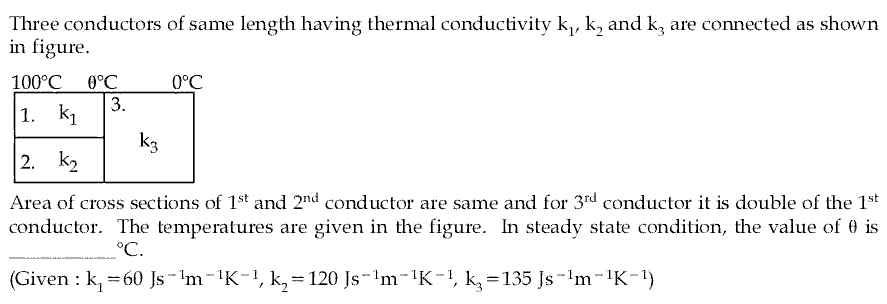 Three conductors of same length having thermal conductivity k₁, k₂ and k₃ are connected as shown
in figure.
100°C θ°C 0°C
1. k₁ 3.
k₃
2. k₂
Area of cross sections of 1ˢᵗ and 2ⁿᵈ conductor are same and for 3ʳᵈ conductor it is double of the 1ˢᵗ
conductor. The temperatures are given in the figure. In steady state condition, the value of θ is
____________ °C.
(Given : k₁=60 Js⁻¹m⁻¹K⁻¹, k₂=120 Js⁻¹m⁻¹K⁻¹, k₃=135 Js⁻¹m⁻¹K⁻¹)